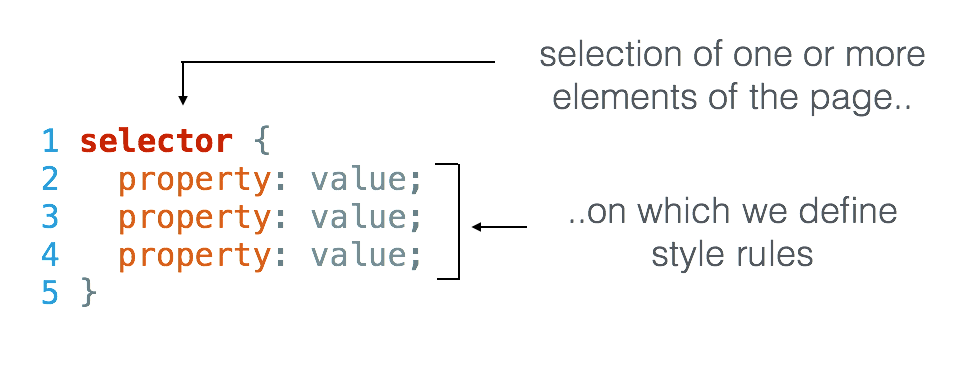 selection of one or more
elements of the page..
1 selector {
2   property: value;
3   property: value;
4   property: value;
5 }
..on which we define
style rules